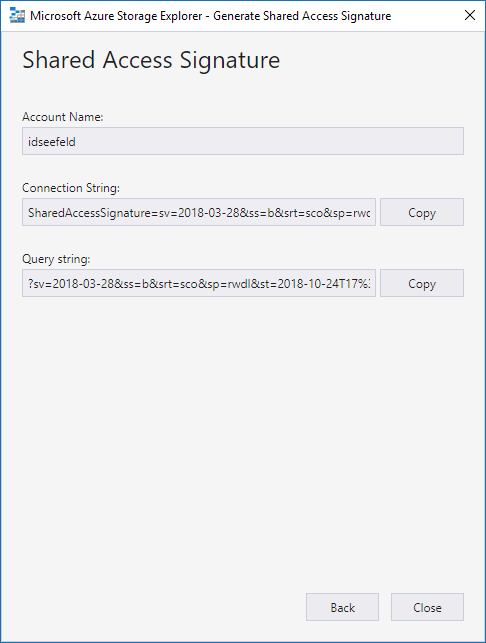 Microsoft Azure Storage Explorer - Generate Shared Access Signature
Shared Access Signature
Account Name:
idseefeld
Connection String:
SharedAccessSignature=sv=2018-03-28&ss=b&srt=sco&sp=rwd
Copy
Query string:
?sv=2018-03-28&ss=b&srt=sco&sp=rwdl&st=2018-10-24T17%3
Copy
Back
Close